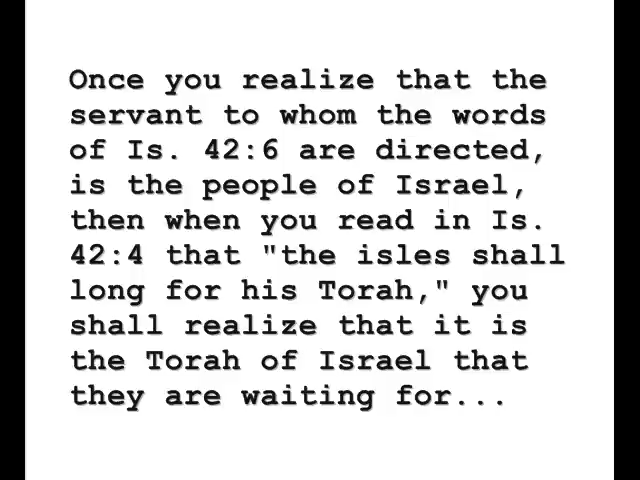 Once you realize that the
servant to whom the words
of Is. 42:6 are directed,
is the people of Israel,
then when you read in Is.
42:4 that "the isles shall
long for his Torah," you
shall realize that it is
the Torah of Israel that
they are waiting for...